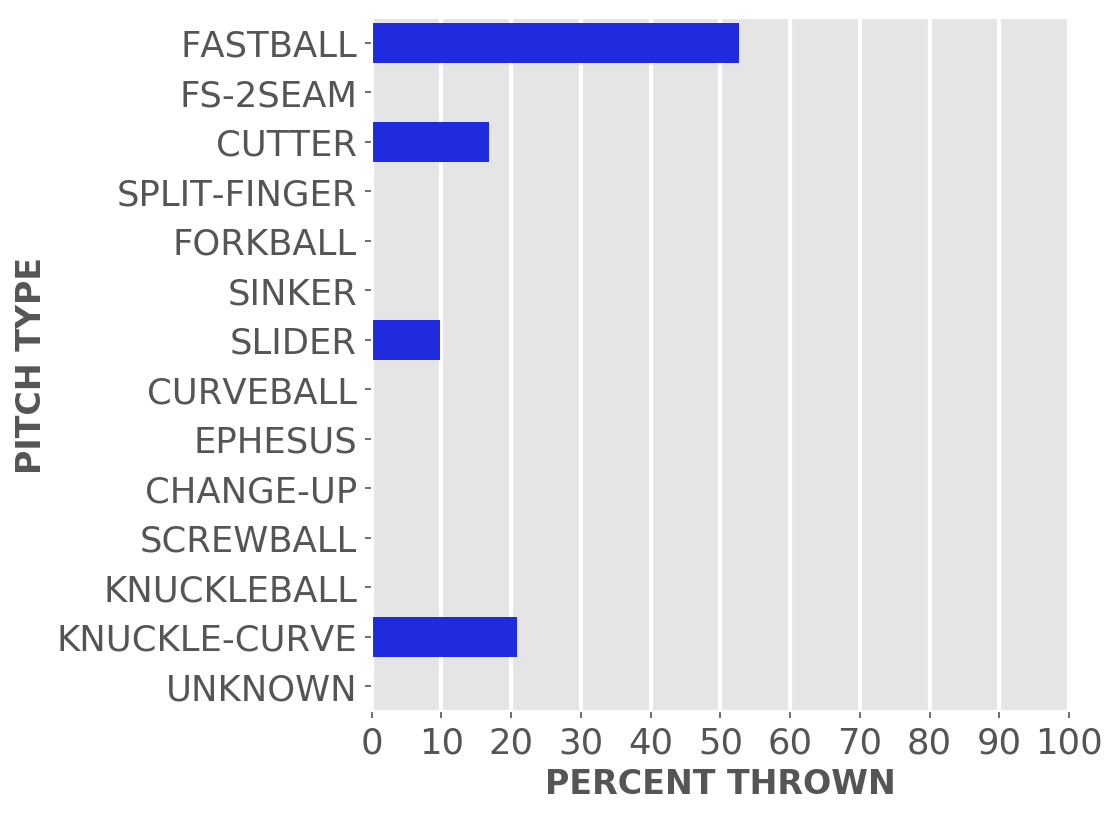 FASTBALL
FS-2SEAM
CUTTER
SPLIT-FINGER
FORKBALL
SINKER
SLIDER
CURVEBALL
EPHESUS
CHANGE-UP
SCREWBALL
KNUCKLEBALL
KNUCKLE-CURVE
UNKNOWN
PITCH TYPE
0 10 20 30 40 50 60 70 80 90 100
PERCENT THROWN